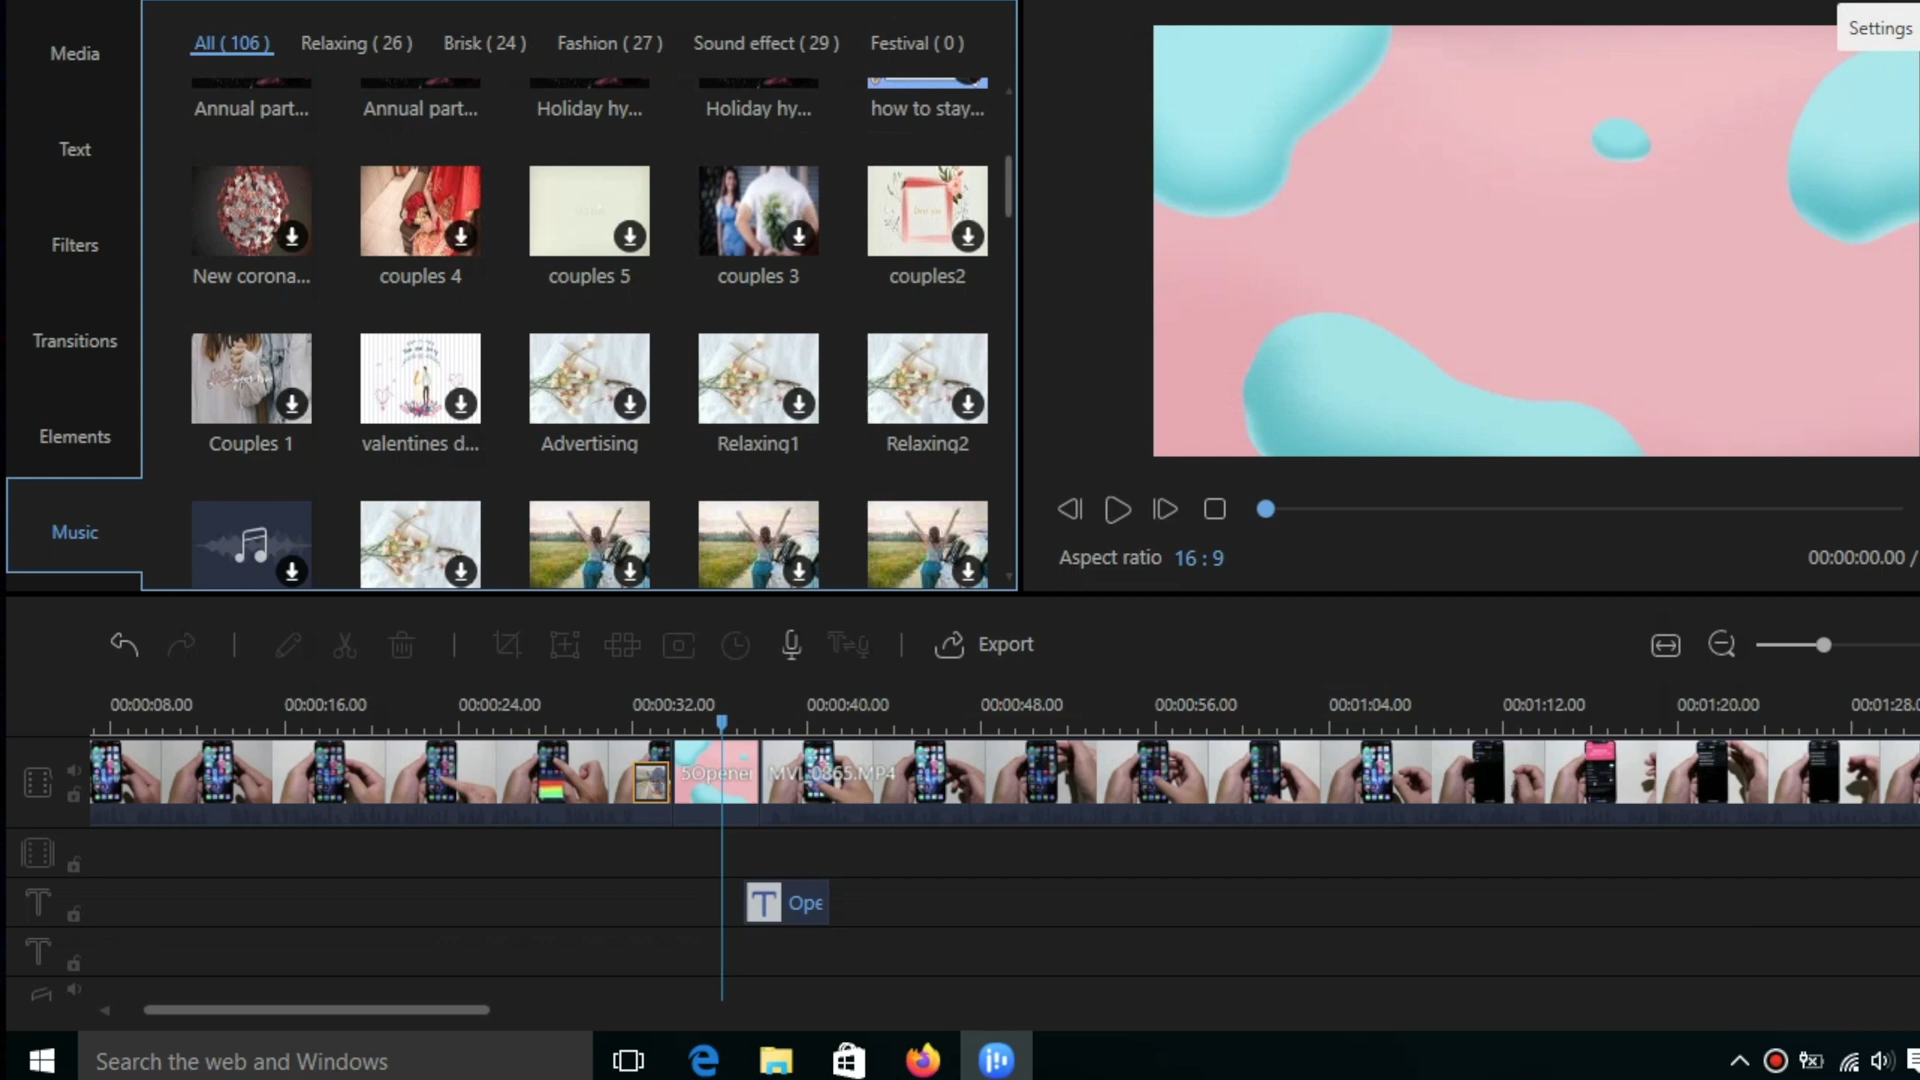 Settings
Media
Text
Filters
Transitions
Elements
Music
All ( 106 ) Relaxing ( 26 ) Brisk ( 24 ) Fashion ( 27 ) Sound effect ( 29 ) Festival ( 0 )
Annual part... Annual part... Holiday hy... Holiday hy... how to stay...
New corona... couples 4 couples 5 couples 3 couples2
Couples 1 valentines d... Advertising Relaxing1 Relaxing2
Aspect ratio 16 : 9 00:00:00.00 /
Export
00:00:08.00 00:00:16.00 00:00:24.00 00:00:32.00 00:00:40.00 00:00:48.00 00:00:56.00 00:01:04.00 00:01:12.00 00:01:20.00 00:01:28.0
5Opener MVI_0865.MP4
T Ope
Search the web and Windows